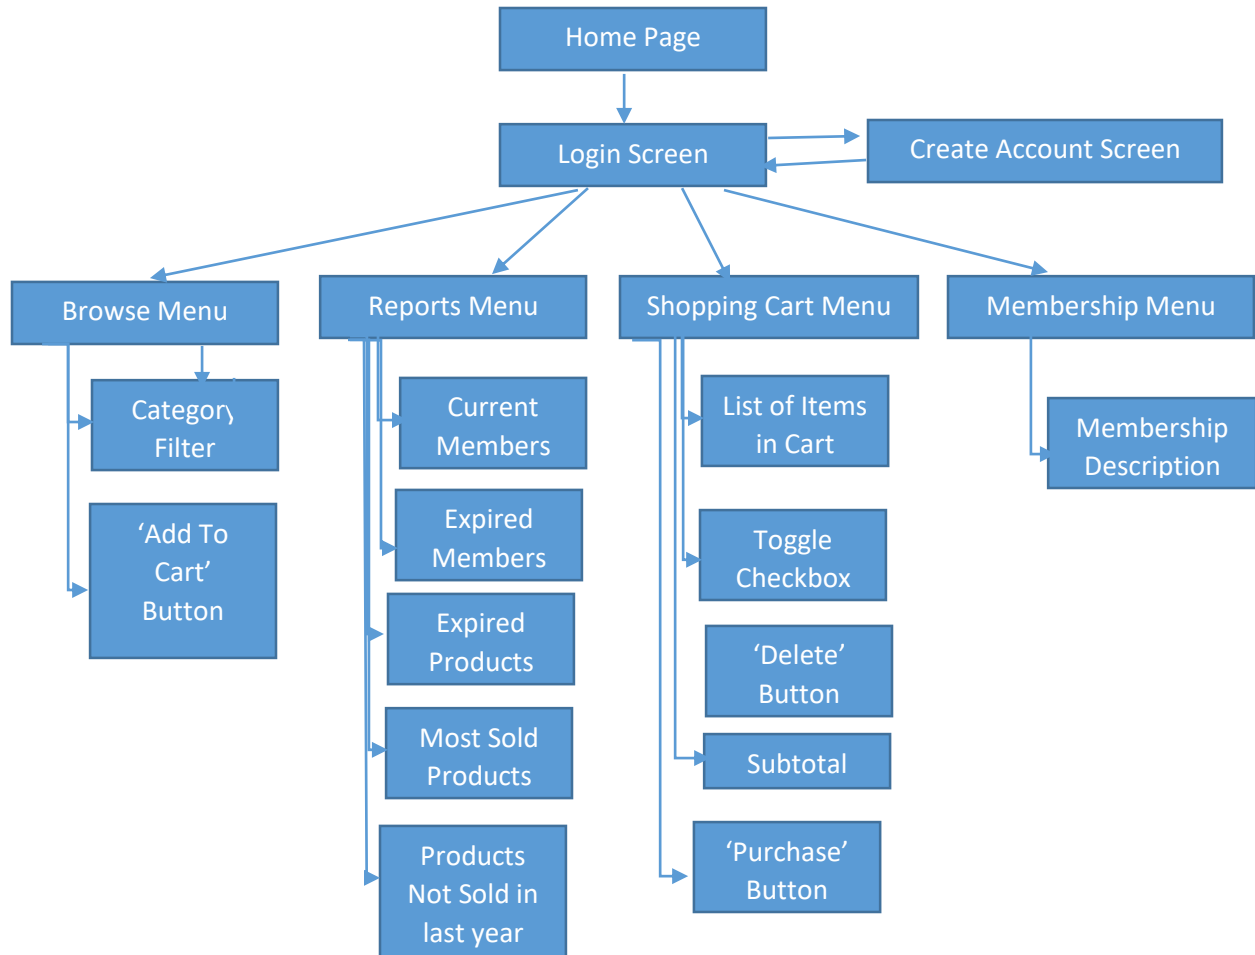 Home Page
Login Screen
Create Account Screen
Browse Menu
Reports Menu
Shopping Cart Menu
Membership Menu
Category
Filter
‘Add To
Cart’
Button
Current
Members
Expired
Members
Expired
Products
Most Sold
Products
Products
Not Sold in
last year
List of Items
in Cart
Toggle
Checkbox
‘Delete’
Button
Subtotal
‘Purchase’
Button
Membership
Description